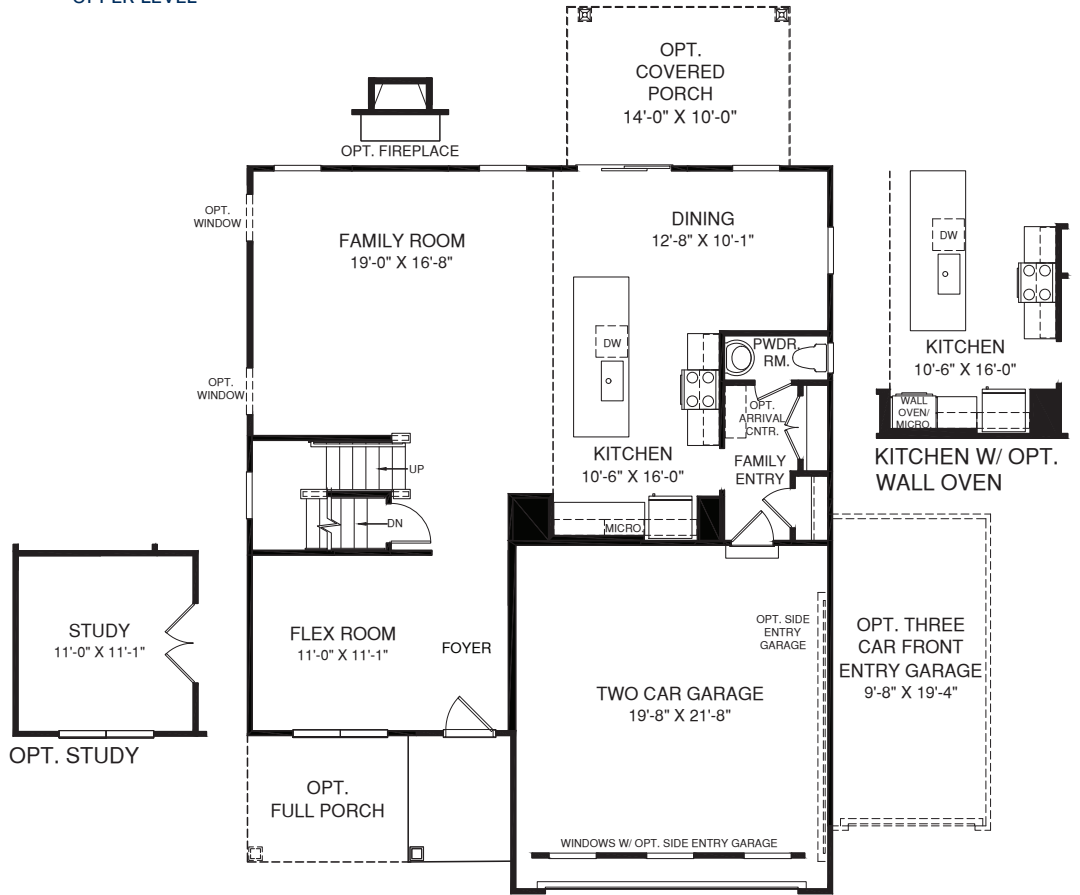 UPPER LEVEL
OPT.
COVERED
PORCH
14'-0" X 10'-0"
OPT. FIREPLACE
OPT.
WINDOW
FAMILY ROOM
19'-0" X 16'-8"
DINING
12'-8" X 10'-1"
DW
DW
PWDR.
RM.
KITCHEN
10'-6" X 16'-0"
WALL
OVEN/
MICRO.
KITCHEN W/ OPT.
WALL OVEN
OPT.
WINDOW
OPT.
ARRIVAL
CNTR.
KITCHEN
10'-6" X 16'-0"
FAMILY
ENTRY
UP
DN
MICRO.
STUDY
11'-0" X 11'-1"
OPT. STUDY
FLEX ROOM
11'-0" X 11'-1"
FOYER
OPT. SIDE
ENTRY
GARAGE
TWO CAR GARAGE
19'-8" X 21'-8"
OPT. THREE
CAR FRONT
ENTRY GARAGE
9'-8" X 19'-4"
OPT.
FULL PORCH
WINDOWS W/ OPT. SIDE ENTRY GARAGE